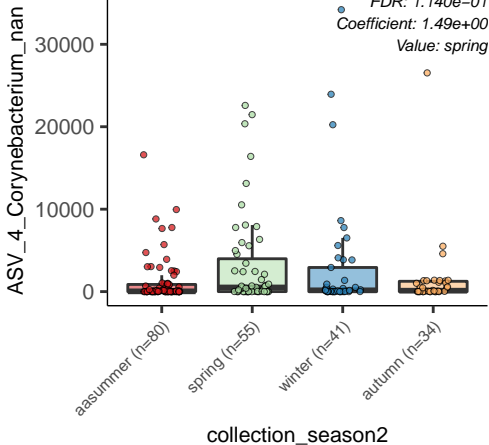 FDR: 1.140e−01
Coefficient: 1.49e+00
Value: spring
ASV_4_Corynebacterium_nan
30000
20000
10000
0
aasummer (n=80)
spring (n=55)
winter (n=41)
autumn (n=34)
collection_season2